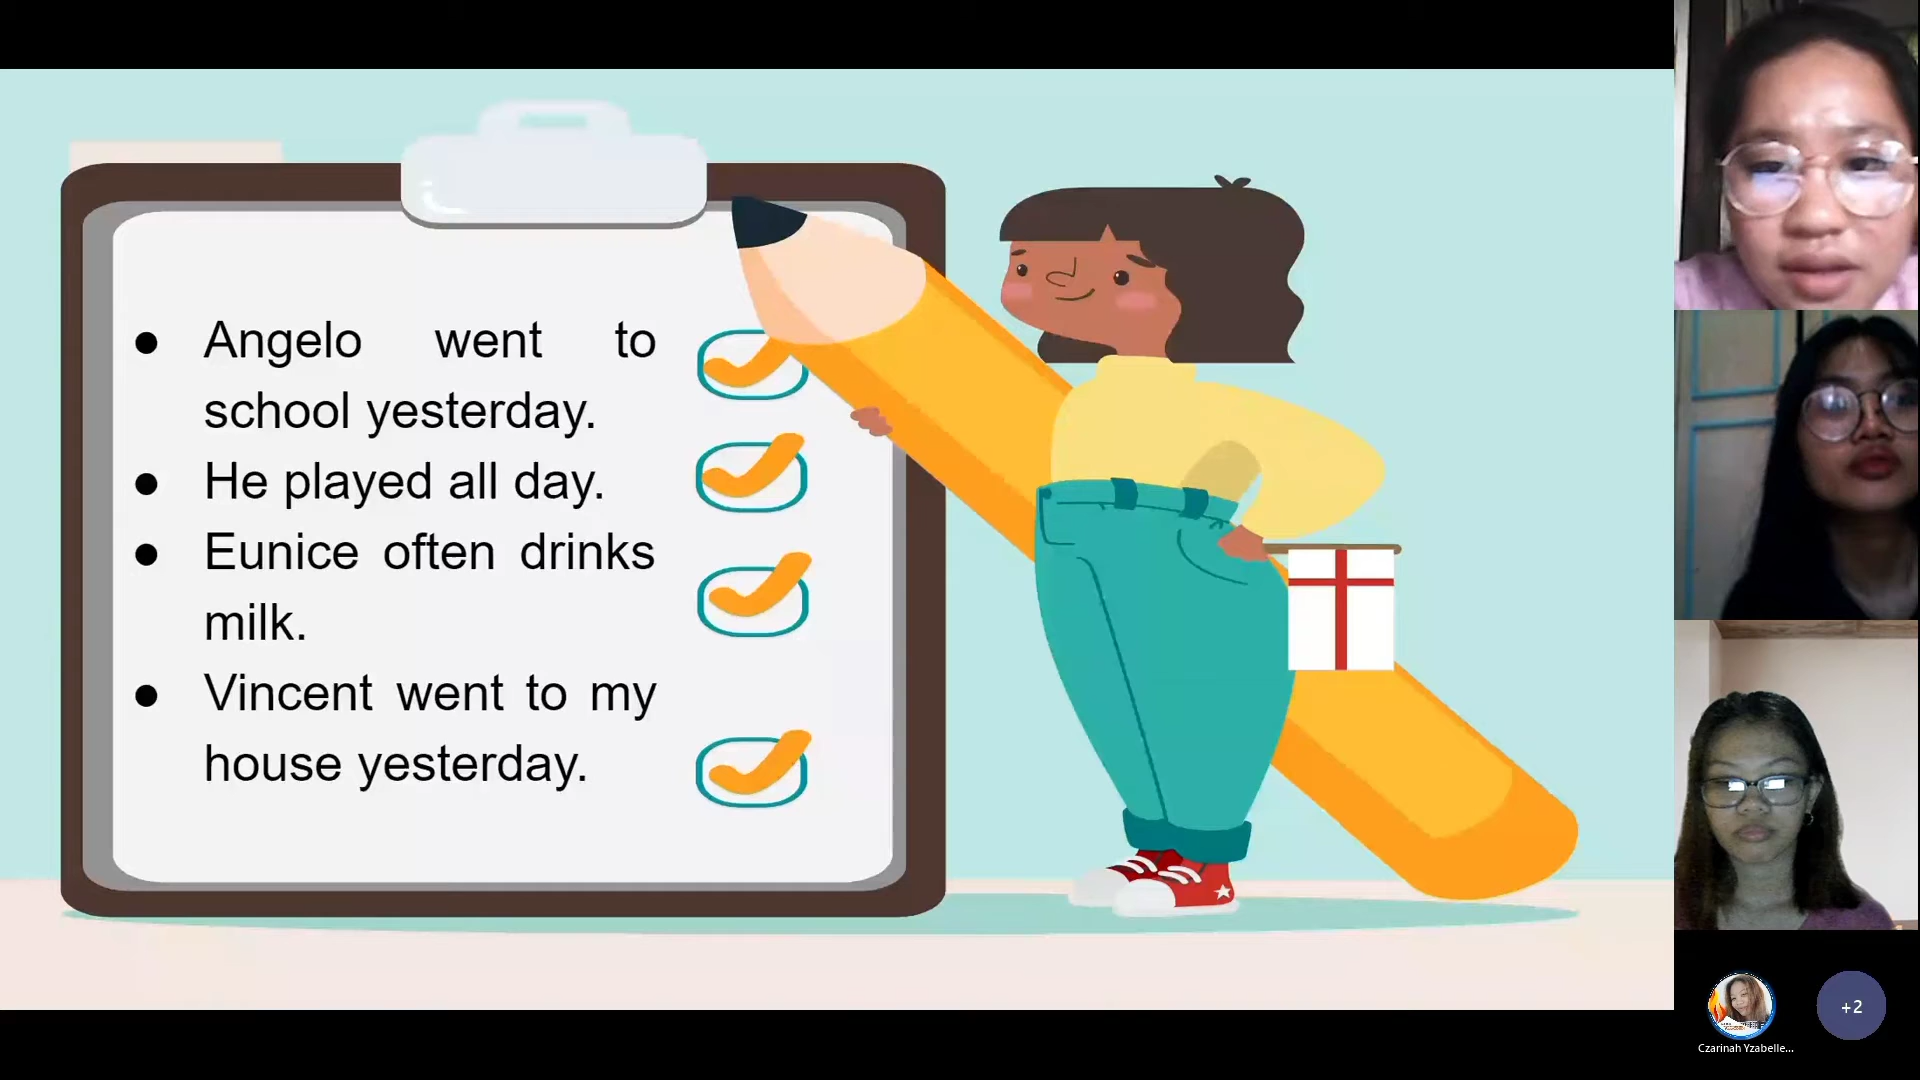 ● Angelo went to
school yesterday.
● He played all day.
● Eunice often drinks
milk.
● Vincent went to my
house yesterday.
+2
Czarinah Yzabelle...